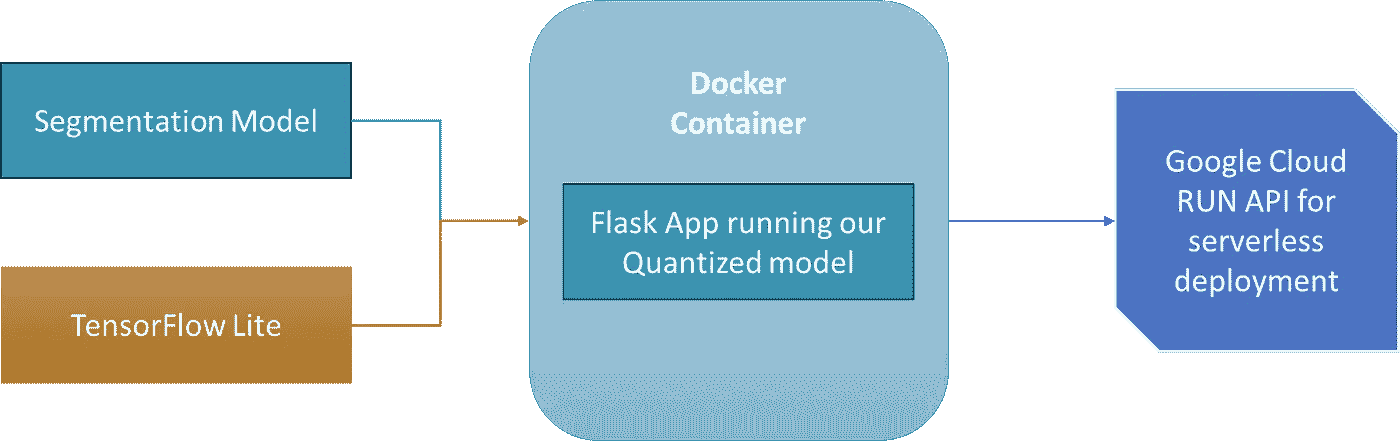 Segmentation Model
TensorFlow Lite
Docker
Container
Flask App running our
Quantized model
Google Cloud
RUN API for
serverless
deployment